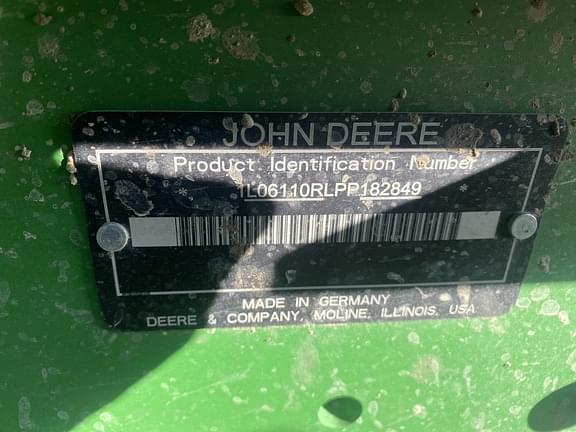 JOHN DEERE
Product Identification Number
1L06110RLPP182849
MADE IN GERMANY
DEERE & COMPANY, MOLINE, ILLINOIS, USA